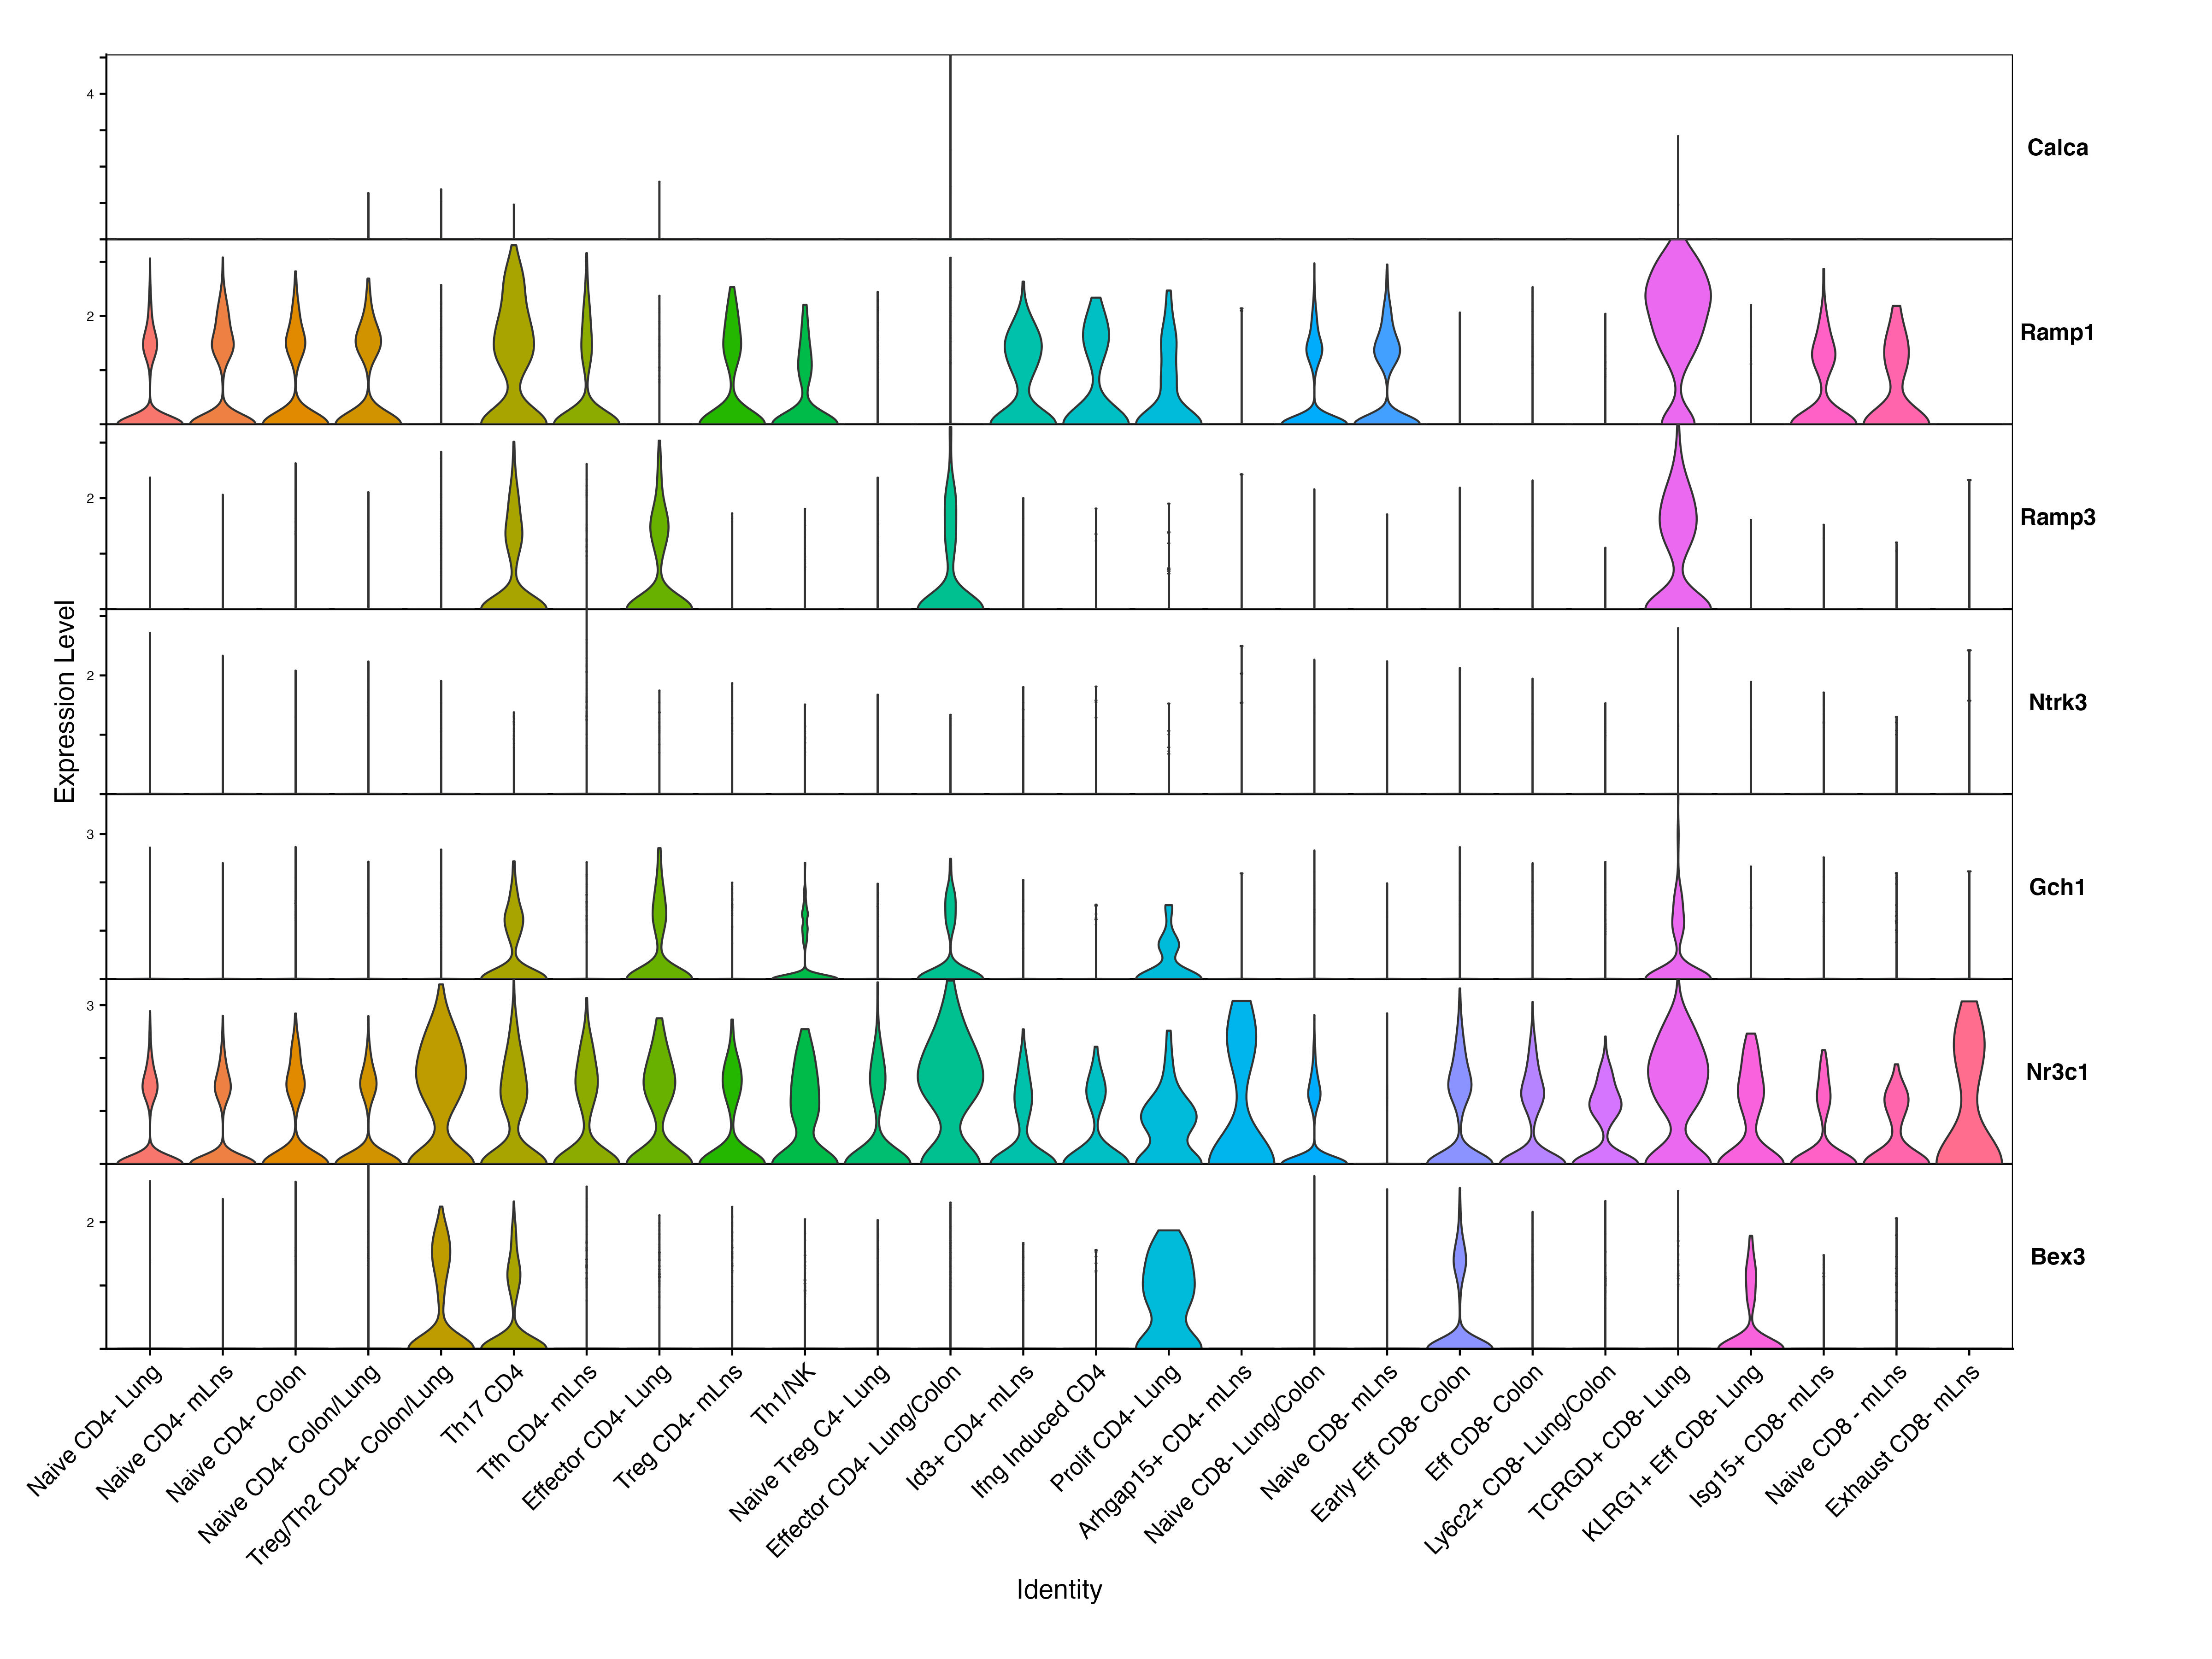 4
Calca
2
Ramp1
2
Ramp3
2
Ntrk3
3
Gch1
3
Nr3c1
2
Bex3
Expression Level
Naive CD4- Lung
Naive CD4- mLns
Naive CD4- Colon
Naive CD4- Colon/Lung
Treg/Th2 CD4- Colon/Lung
Th17 CD4
Tfh CD4- mLns
Effector CD4- Lung
Treg CD4- mLns
Th1/NK
Naive Treg C4- Lung
Effector CD4- Lung/Colon
Id3+ CD4- mLns
Ifng Induced CD4
Prolif CD4- Lung
Arhgap15+ CD4- mLns
Naive CD8- Lung/Colon
Naive CD8- mLns
Early Eff CD8- Colon
Eff CD8- Colon
Ly6c2+ CD8- Lung/Colon
TCRGD+ CD8- Lung
KLRG1+ Eff CD8- Lung
Isg15+ CD8- mLns
Naive CD8 - mLns
Exhaust CD8- mLns
Identity